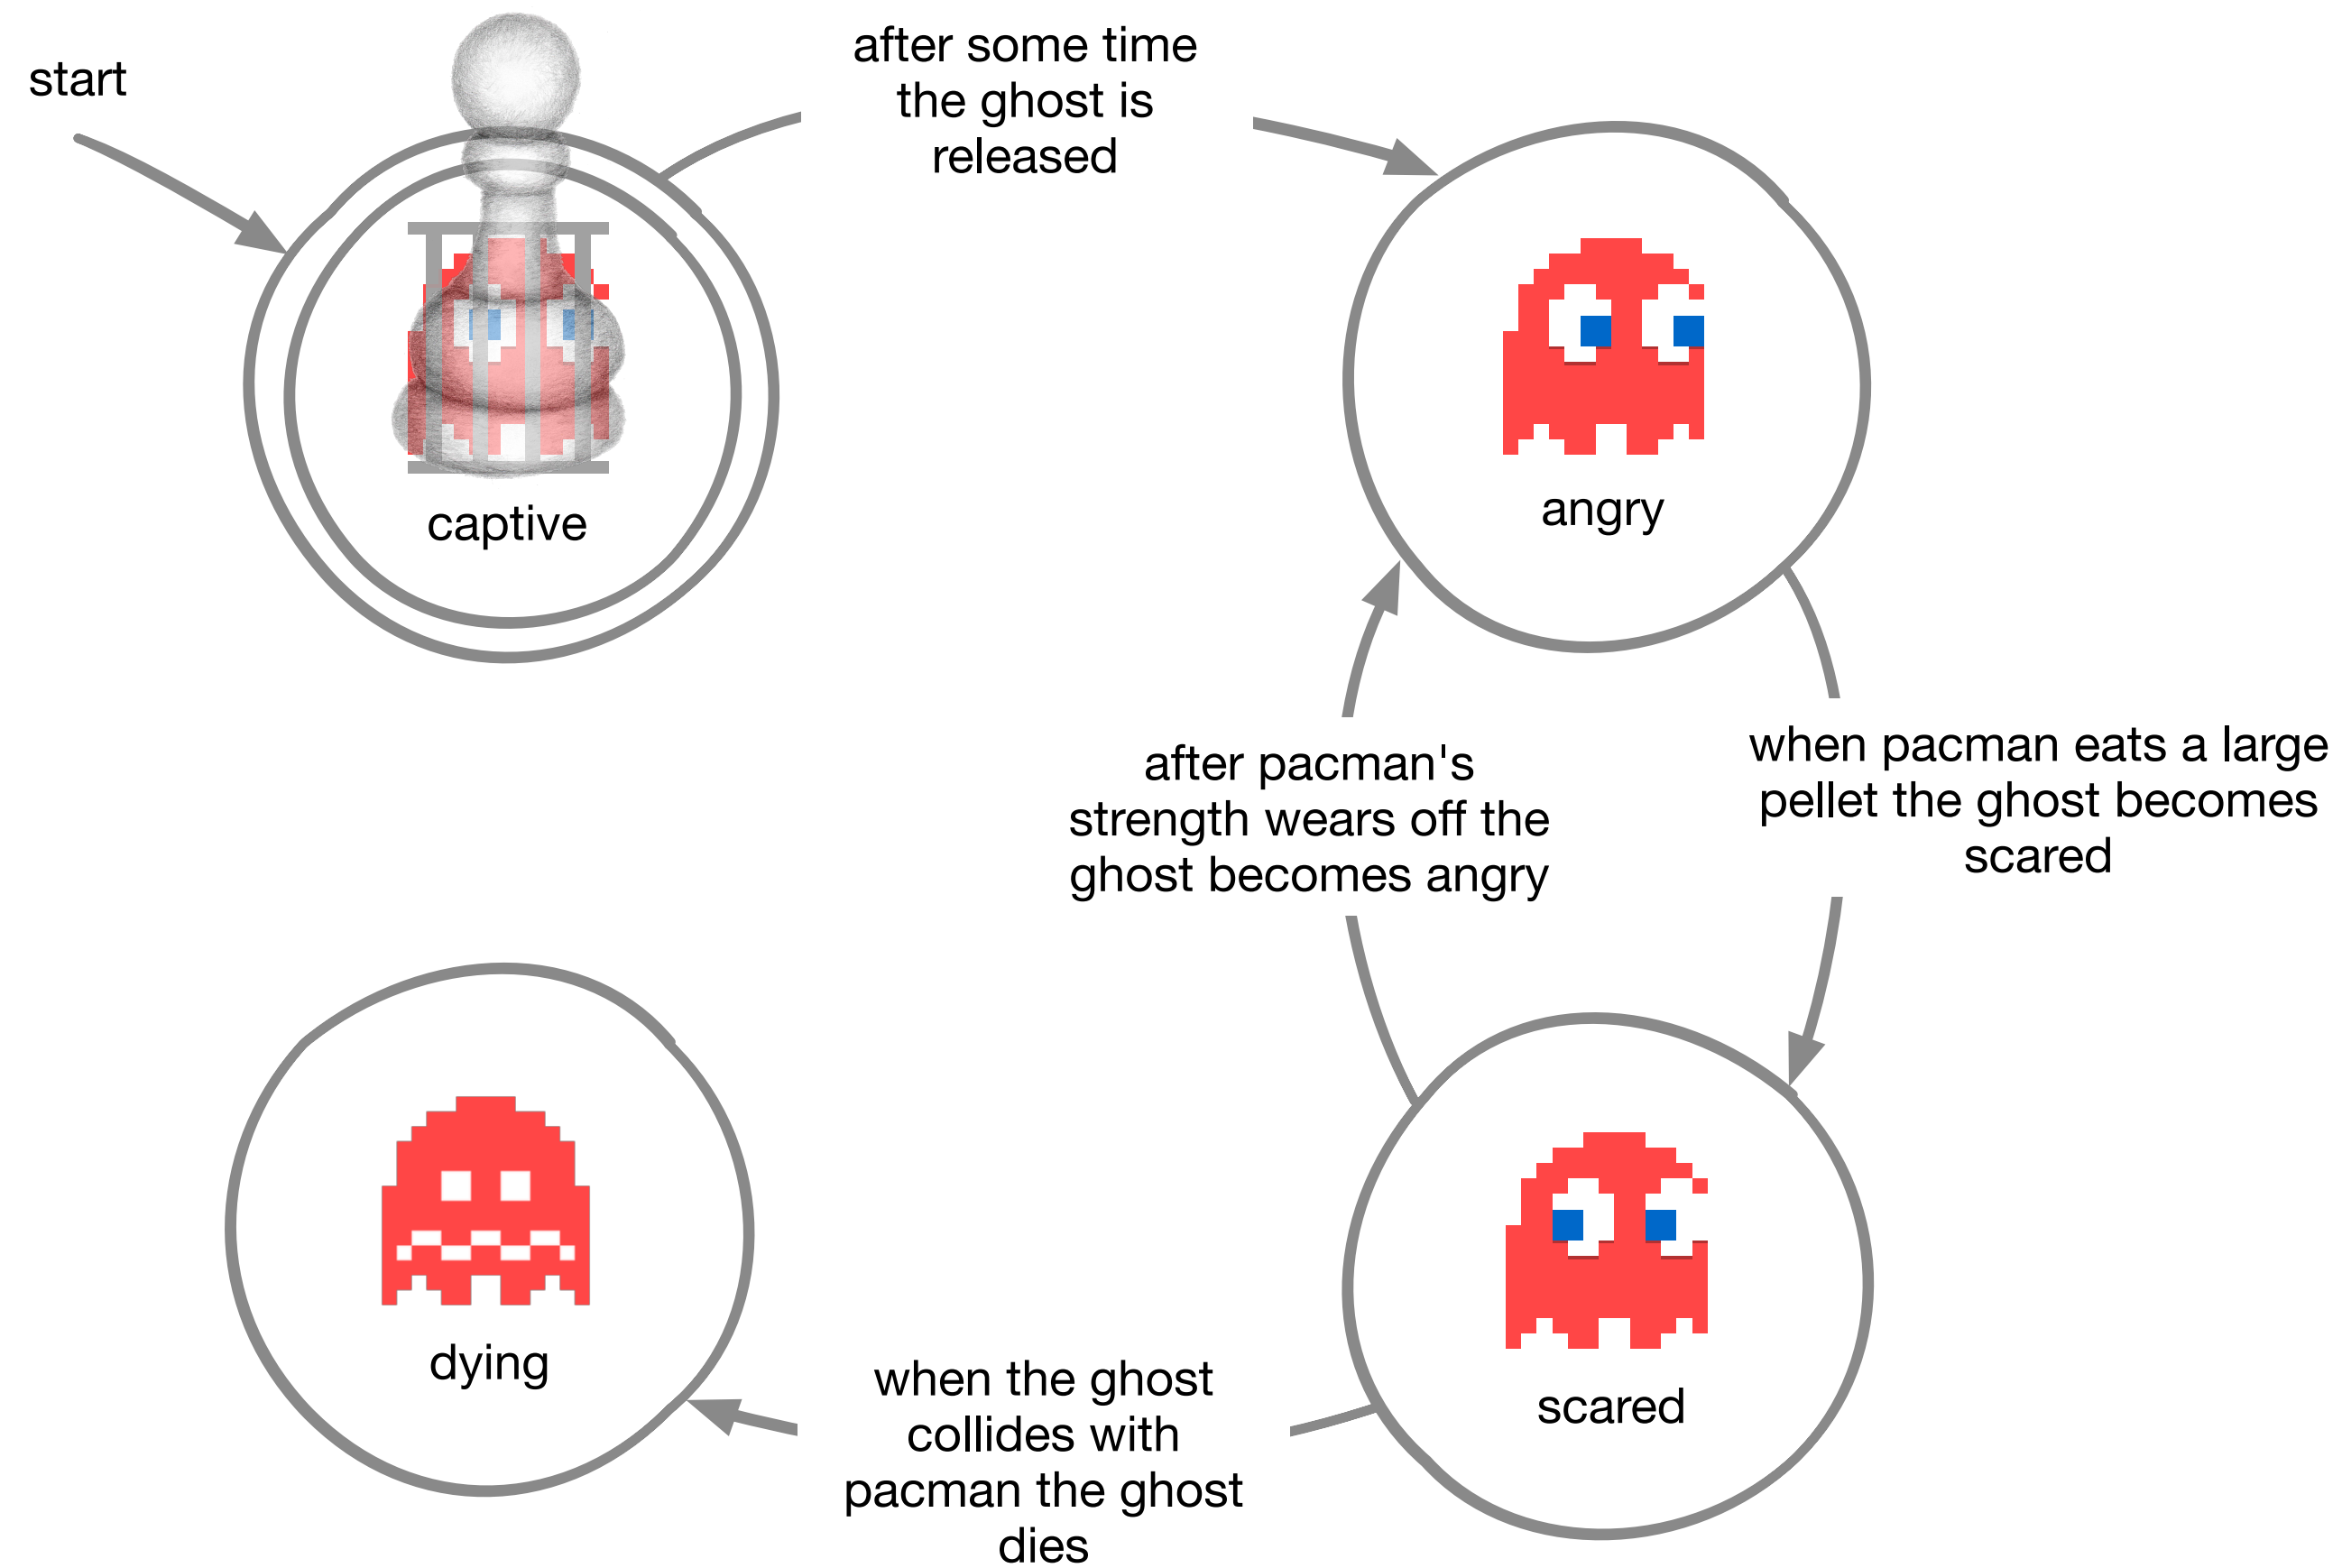 start
after some time
the ghost is
released
captive
angry
after pacman's
strength wears off the
ghost becomes angry
when pacman eats a large
pellet the ghost becomes
scared
dying
when the ghost
collides with
pacman the ghost
dies
scared